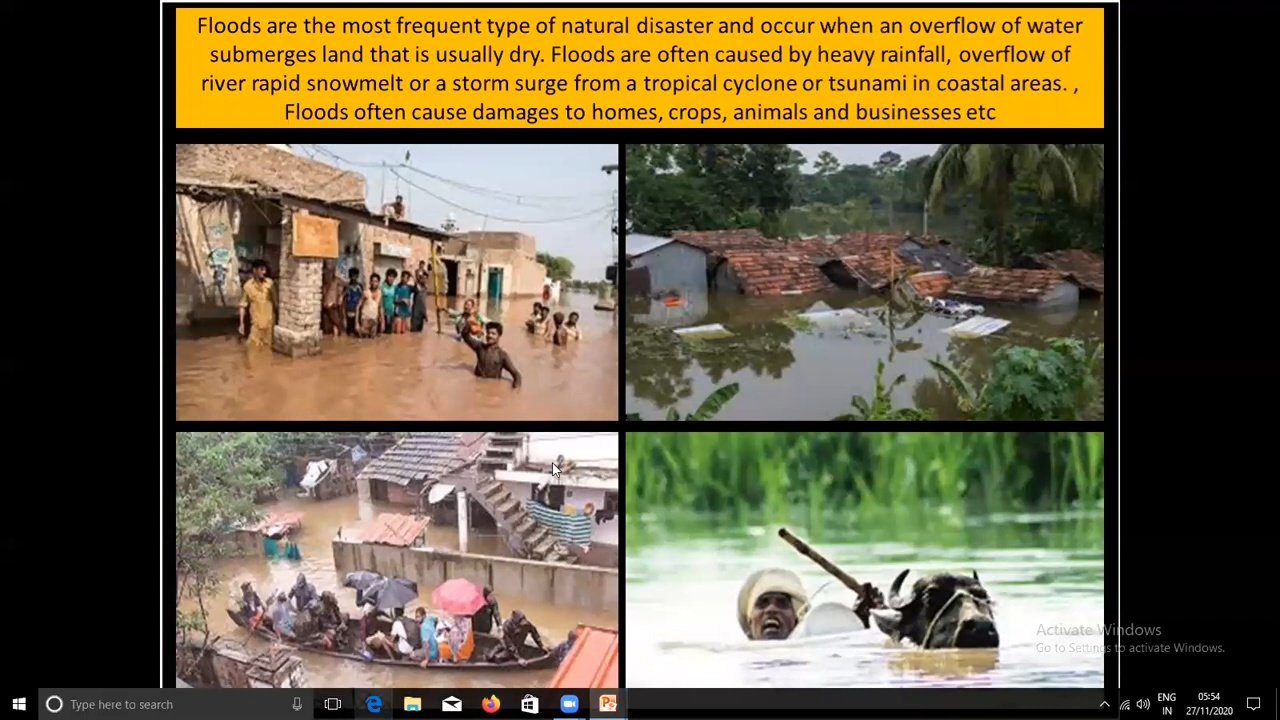 Floods are the most frequent type of natural disaster and occur when an overflow of water
submerges land that is usually dry. Floods are often caused by heavy rainfall, overflow of
river rapid snowmelt or a storm surge from a tropical cyclone or tsunami in coastal areas. ,
Floods often cause damages to homes, crops, animals and businesses etc
Activate Windows
Go to Settings to activate Windows.
Type here to search
ENG
IN
05:54
27/11/2020